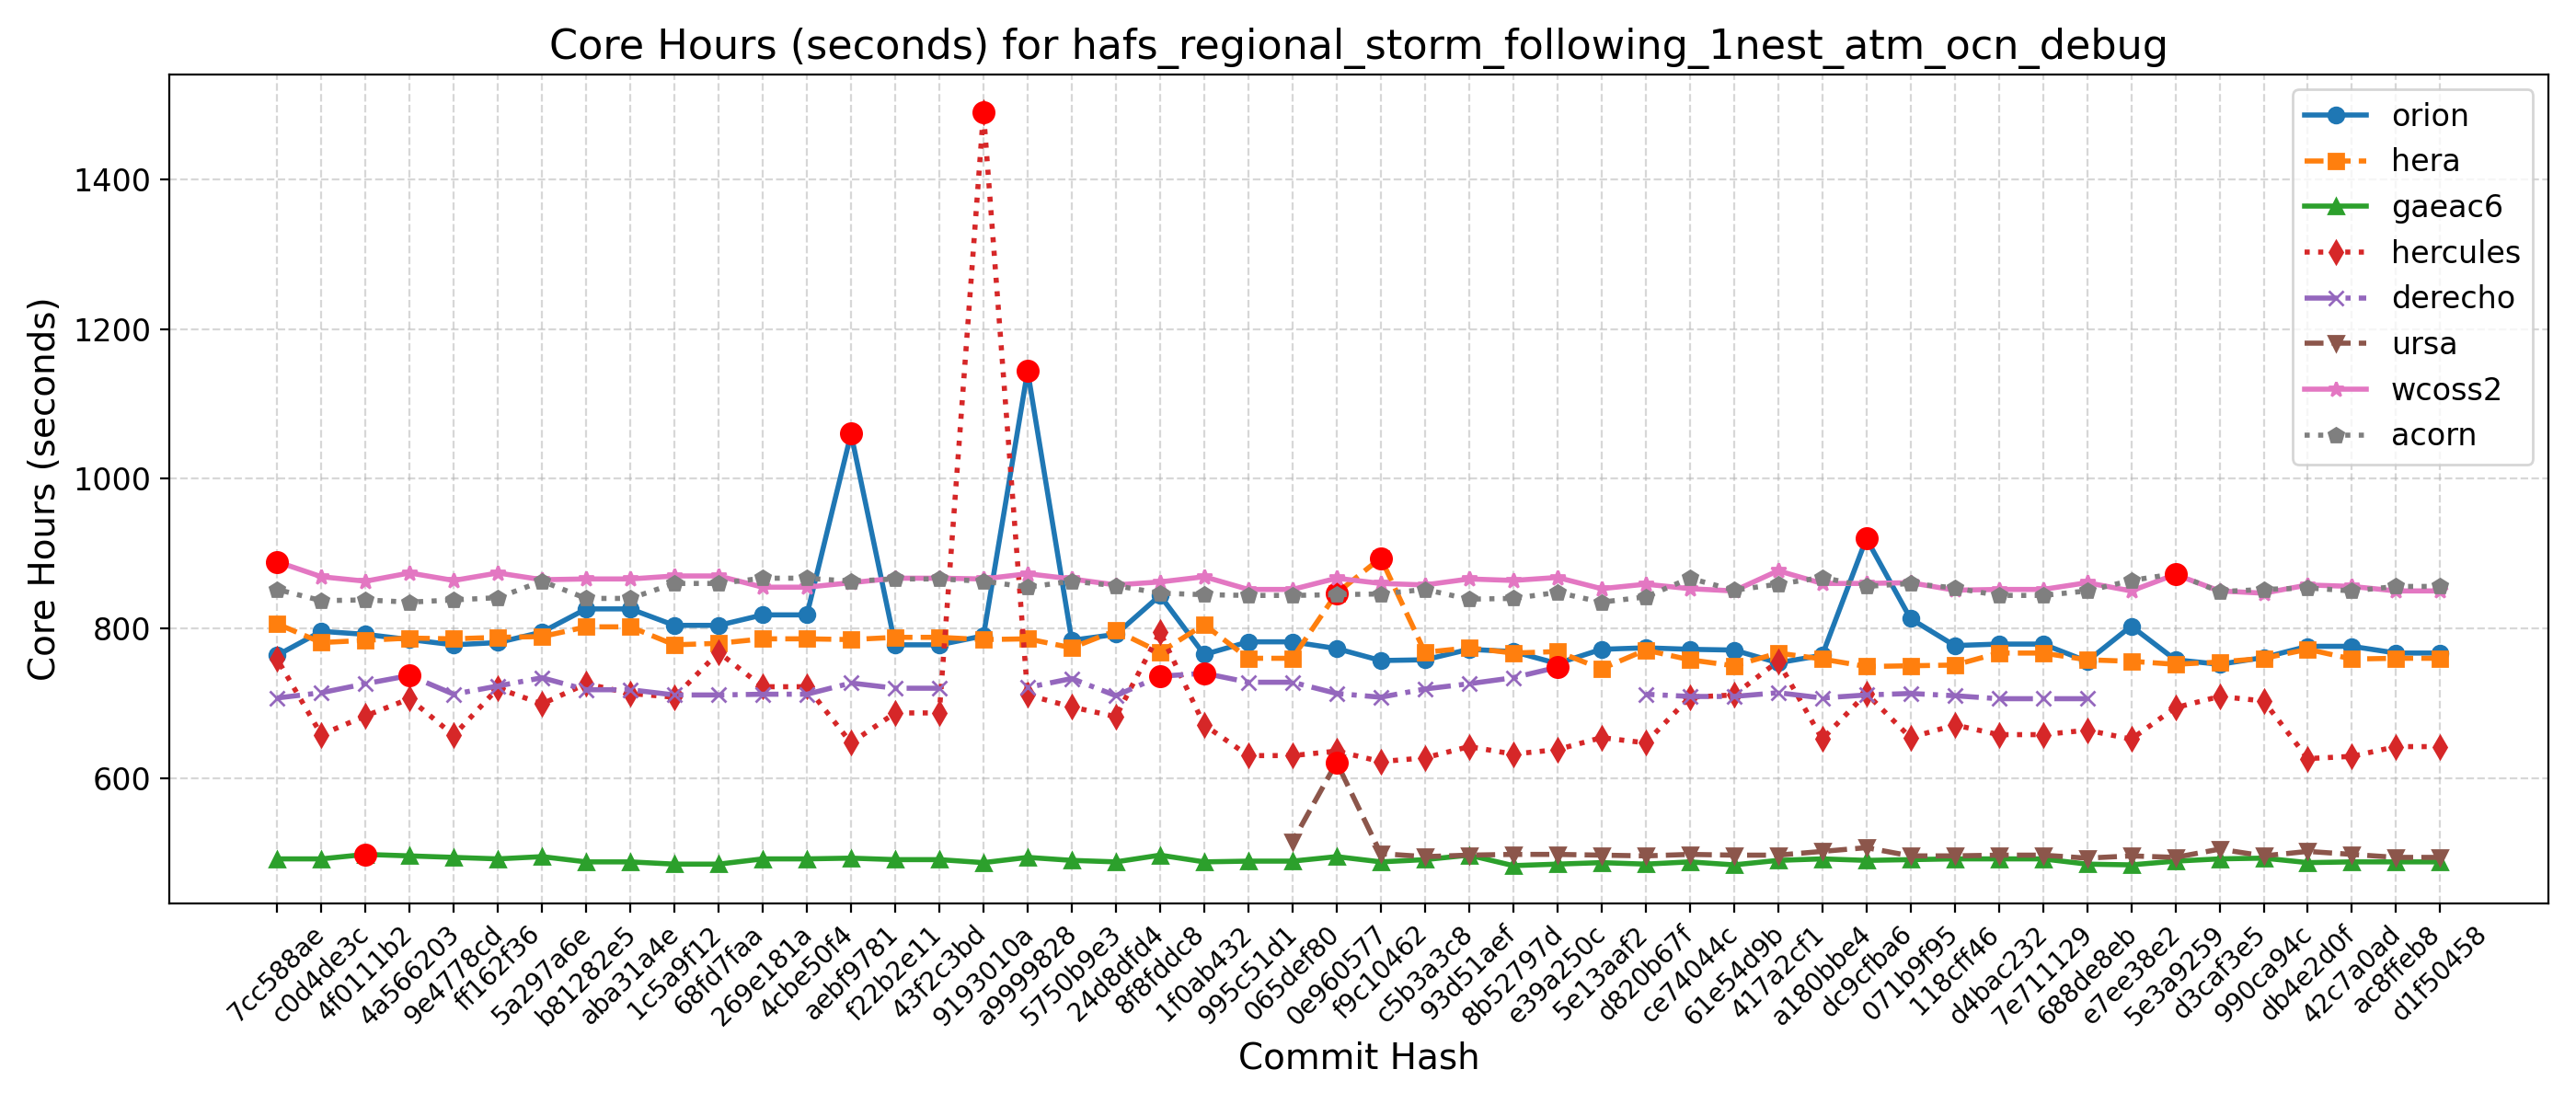 Core Hours (seconds) for hafs_regional_storm_following_1nest_atm_ocn_debug
Core Hours (seconds)
1400
1200
1000
800
600
orion
hera
gaeac6
hercules
derecho
ursa
wcoss2
acorn
7cc588ae
c0d4de3c
4f0111b2
4a566203
9e4778cd
ff162f36
5a297a6e
b81282e5
aba31a4e
1c5a9f12
68fd7faa
269e181a
4cbe50f4
aebf9781
f22b2e11
43f2c3bd
9193010a
a9999828
5750b9e3
24d8dfd4
8f8fddc8
1f0ab432
995c51d1
065def80
0e960577
f9c10462
c5b3a3c8
93d51aef
8b52797d
e39a250c
5e13aaf2
d820b67f
ce74044c
61e54d9b
417a2cf1
a180bbe4
dc9cfba6
071b9f95
118cff46
d4bac232
7e711129
688de8eb
e7ee38e2
5e3a9259
d3caf3e5
990ca94c
db4e2d0f
42c7a0ad
ac8ffeb8
d1f50458
Commit Hash